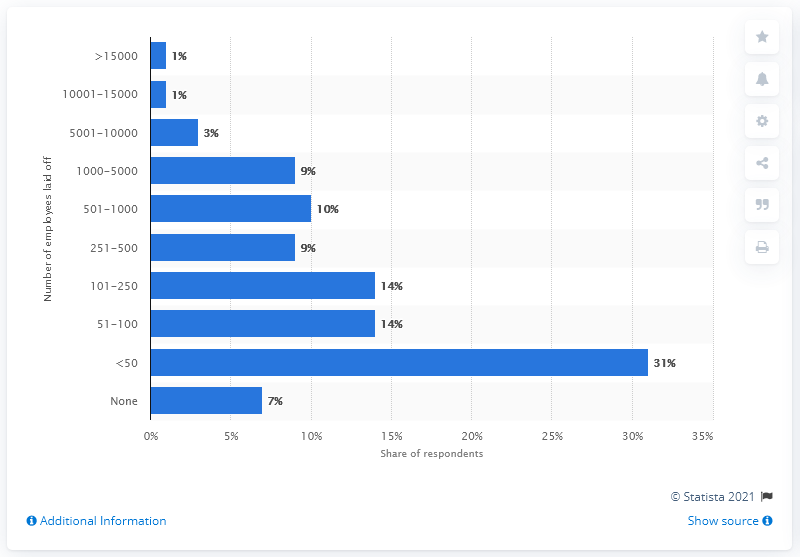 Number of employees laid off
>15000 1%
10001–15000 1%
5001–10000 3%
1000–5000 9%
501–1000 10%
251–500 9%
101–250 14%
51–100 14%
<50 31%
None 7%
0% 5% 10% 15% 20% 25% 30% 35%
Share of respondents
© Statista 2021
Additional Information
Show source